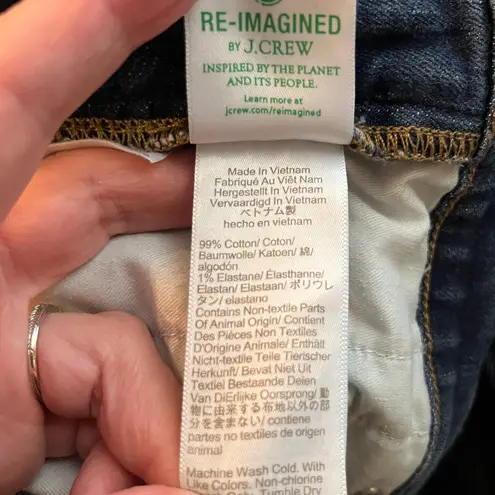 RE-IMAGINED
BY J.CREW
INSPIRED BY THE PLANET
AND ITS PEOPLE.
Learn more at
jcrew.com/reimagined
Made In Vietnam
Fabriqué Au Viêt Nam
Hergestellt In Vietnam
Vervaardigd In Vietnam
ベトナム製
hecho en vietnam
99% Cotton/ Coton/
Baumwolle/ Katoen/ 綿/
algodón
1% Elastane/ Élasthanne/
Elastan/ Elastaan/ ポリウレ
タン/ elastano
Contains Non-textile Parts
Of Animal Origin/ Contient
Des Pièces Non Textiles
D'Origine Animale/ Enthält
Nicht-textile Teile Tierischer
Herkunft/ Bevat Niet Uit
Textiel Bestaande Delen
Van DiErlijke Oorsprong/ 動
物に由来する布地以外の部
分を含まない/ contiene
partes no textiles de origen
animal
Machine Wash Cold. With
Like Colors. Non-chlorine
Tumble Dry